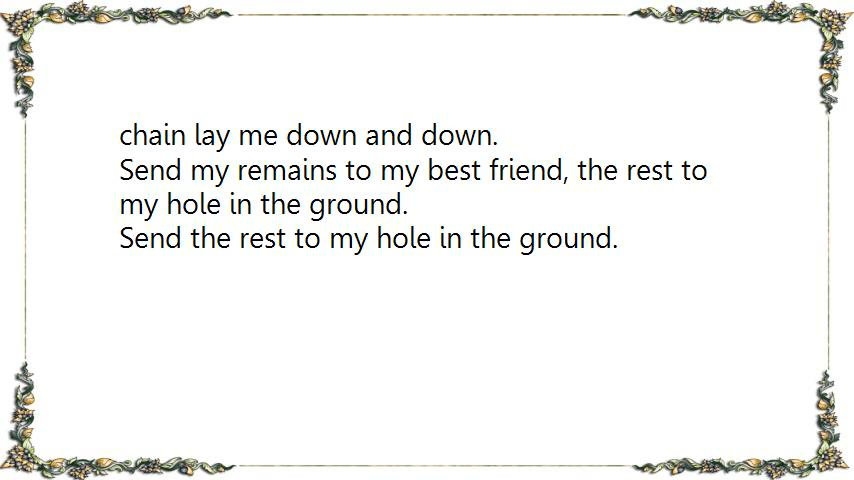 chain lay me down and down.
Send my remains to my best friend, the rest to
my hole in the ground.
Send the rest to my hole in the ground.